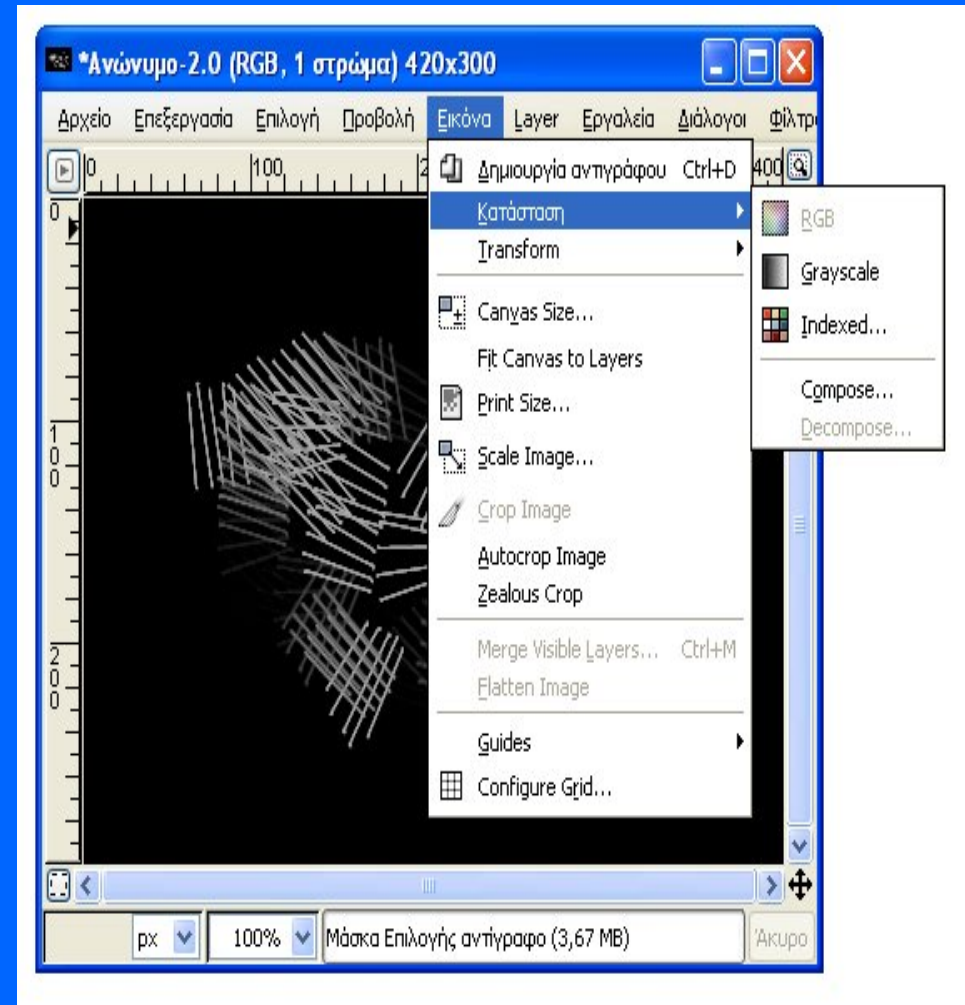 *Ανώνυμο-2.0 (RGB, 1 στρώμα) 420x300
Αρχείο Επεξεργασία Επιλογή Προβολή Εικόνα Layer Εργαλεία Διάλογοι Φίλτρ
0 100 2 400
0
100
200
Δημιουργία αντιγράφου Ctrl+D
Κατάσταση
Transform
Canvas Size...
Fit Canvas to Layers
Print Size...
Scale Image...
Crop Image
Autocrop Image
Zealous Crop
Merge Visible Layers... Ctrl+M
Flatten Image
Guides
Configure Grid...
RGB
Grayscale
Indexed...
Compose...
Decompose...
px 100% Μάσκα Επιλογής αντίγραφο (3,67 MB) Άκυρο